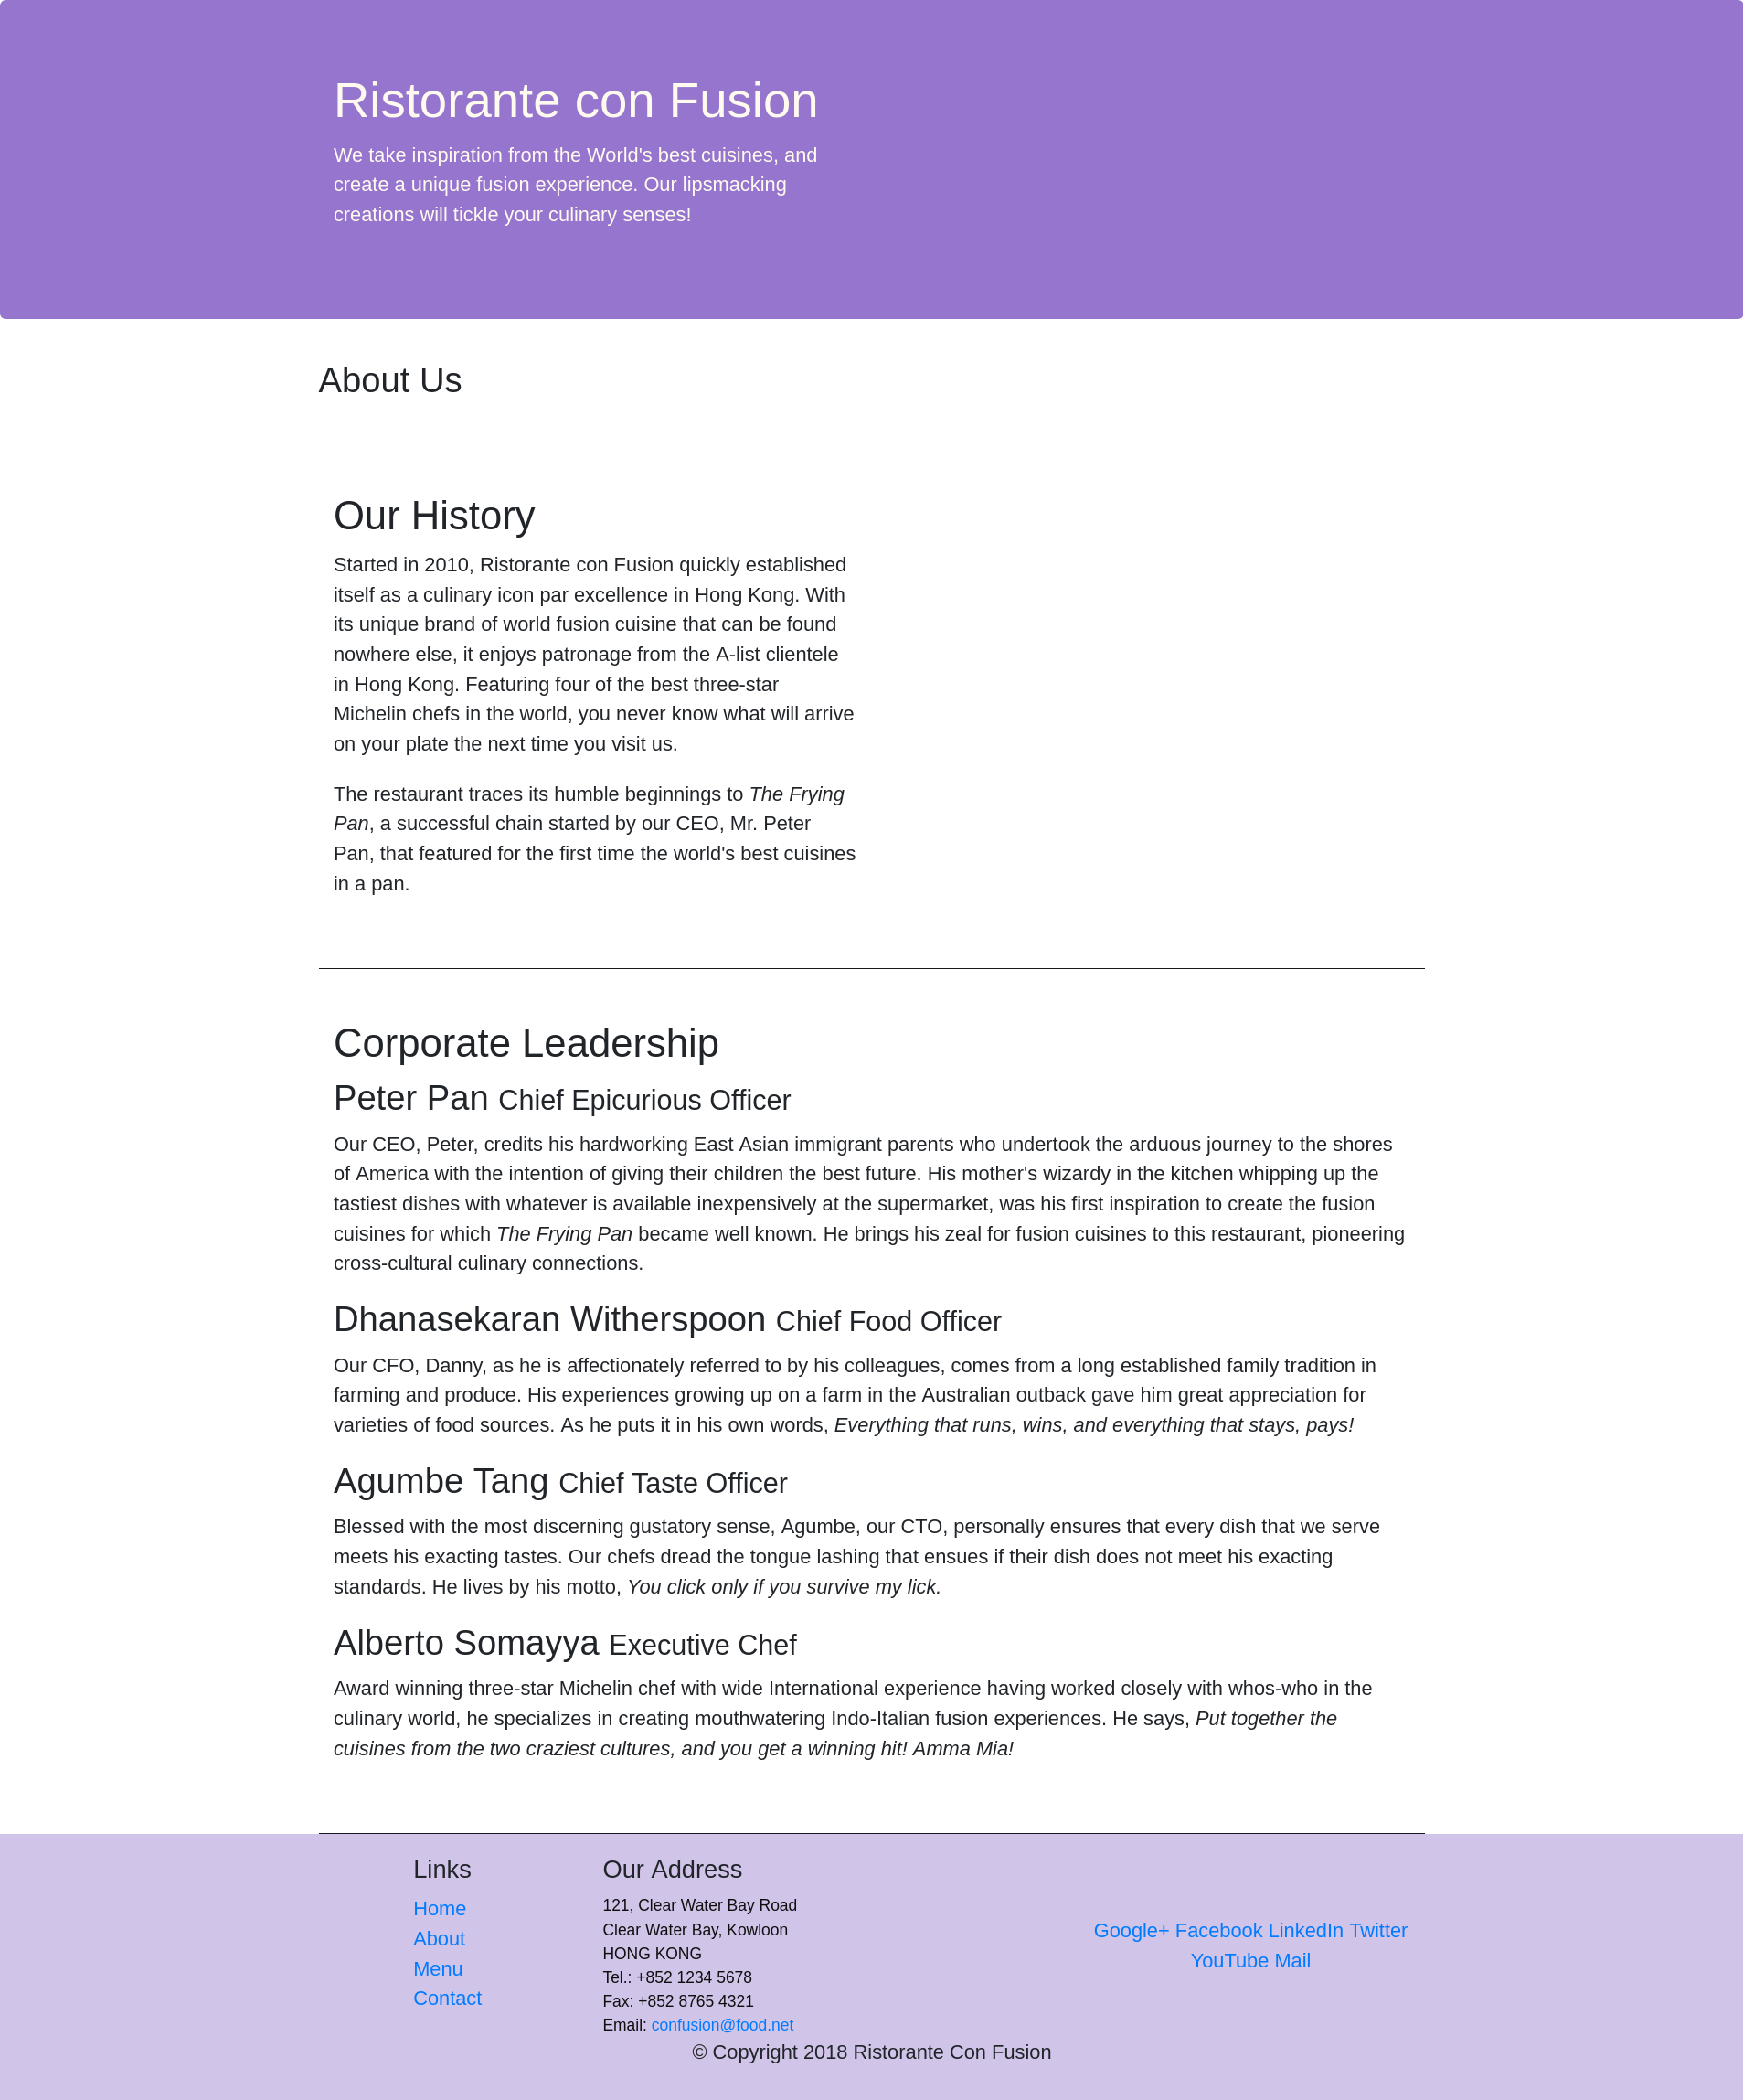 Ristorante con Fusion
We take inspiration from the World's best cuisines, and
create a unique fusion experience. Our lipsmacking
creations will tickle your culinary senses!
About Us
Our History
Started in 2010, Ristorante con Fusion quickly established
itself as a culinary icon par excellence in Hong Kong. With
its unique brand of world fusion cuisine that can be found
nowhere else, it enjoys patronage from the A-list clientele
in Hong Kong. Featuring four of the best three-star
Michelin chefs in the world, you never know what will arrive
on your plate the next time you visit us.
The restaurant traces its humble beginnings to The Frying
Pan, a successful chain started by our CEO, Mr. Peter
Pan, that featured for the first time the world's best cuisines
in a pan.
Corporate Leadership
Peter Pan Chief Epicurious Officer
Our CEO, Peter, credits his hardworking East Asian immigrant parents who undertook the arduous journey to the shores
of America with the intention of giving their children the best future. His mother's wizardy in the kitchen whipping up the
tastiest dishes with whatever is available inexpensively at the supermarket, was his first inspiration to create the fusion
cuisines for which The Frying Pan became well known. He brings his zeal for fusion cuisines to this restaurant, pioneering
cross-cultural culinary connections.
Dhanasekaran Witherspoon Chief Food Officer
Our CFO, Danny, as he is affectionately referred to by his colleagues, comes from a long established family tradition in
farming and produce. His experiences growing up on a farm in the Australian outback gave him great appreciation for
varieties of food sources. As he puts it in his own words, Everything that runs, wins, and everything that stays, pays!
Agumbe Tang Chief Taste Officer
Blessed with the most discerning gustatory sense, Agumbe, our CTO, personally ensures that every dish that we serve
meets his exacting tastes. Our chefs dread the tongue lashing that ensues if their dish does not meet his exacting
standards. He lives by his motto, You click only if you survive my lick.
Alberto Somayya Executive Chef
Award winning three-star Michelin chef with wide International experience having worked closely with whos-who in the
culinary world, he specializes in creating mouthwatering Indo-Italian fusion experiences. He says, Put together the
cuisines from the two craziest cultures, and you get a winning hit! Amma Mia!
Links
Home
About
Menu
Contact
Our Address
121, Clear Water Bay Road
Clear Water Bay, Kowloon
HONG KONG
Tel.: +852 1234 5678
Fax: +852 8765 4321
Email: confusion@food.net
Google+ Facebook LinkedIn Twitter
YouTube Mail
© Copyright 2018 Ristorante Con Fusion